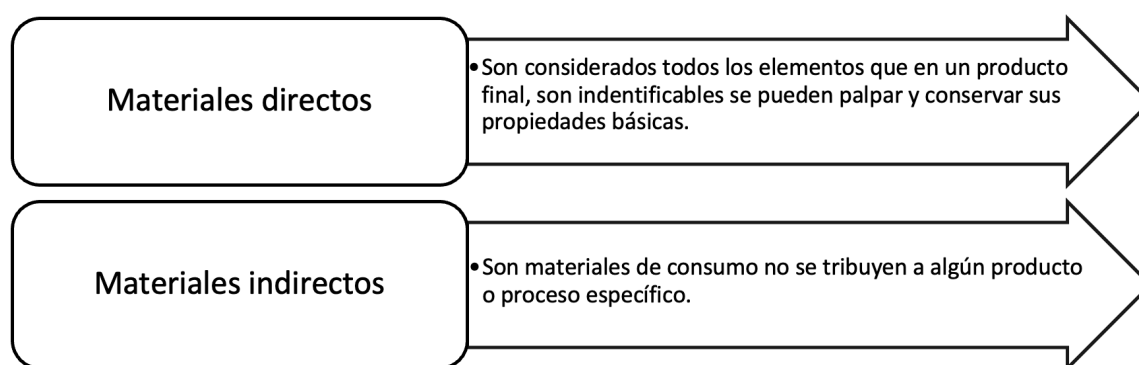 Materiales directos
•Son considerados todos los elementos que en un producto
final, son indentificables se pueden palpar y conservar sus
propiedades básicas.
Materiales indirectos
•Son materiales de consumo no se tribuyen a algún producto
o proceso específico.